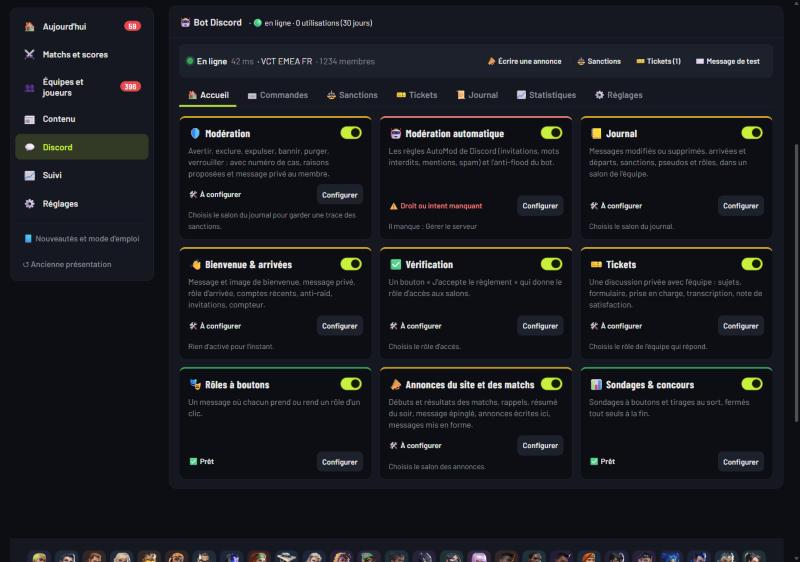 Aujourd'hui 59
Matchs et scores
Équipes et
joueurs 396
Contenu
Discord
Suivi
Réglages
Nouveautés et mode d'emploi
↺ Ancienne présentation
Bot Discord · en ligne · 0 utilisations (30 jours)
En ligne 42 ms · VCT EMEA FR · 1234 membres
Écrire une annonce
Sanctions
Tickets (1)
Message de test
Accueil
Commandes
Sanctions
Tickets
Journal
Statistiques
Réglages
Modération
Avertir, exclure, expulser, bannir, purger,
verrouiller : avec numéro de cas, raisons
proposées et message privé au membre.
À configurer
Configurer
Choisis le salon du journal pour garder une trace des
sanctions.
Modération automatique
Les règles AutoMod de Discord (invitations, mots
interdits, mentions, spam) et l'anti-flood du bot.
Droit ou intent manquant
Configurer
Il manque : Gérer le serveur
Journal
Messages modifiés ou supprimés, arrivées et
départs, sanctions, pseudos et rôles, dans un
salon de l'équipe.
À configurer
Configurer
Choisis le salon du journal.
Bienvenue & arrivées
Message et image de bienvenue, message privé,
rôle d'arrivée, comptes récents, anti-raid,
invitations, compteur.
À configurer
Configurer
Rien d'activé pour l'instant.
Vérification
Un bouton « J'accepte le règlement » qui donne le
rôle d'accès aux salons.
À configurer
Configurer
Choisis le rôle d'accès.
Tickets
Une discussion privée avec l'équipe : sujets,
formulaire, prise en charge, transcription, note de
satisfaction.
À configurer
Configurer
Choisis le rôle de l'équipe qui répond.
Rôles à boutons
Un message où chacun prend ou rend un rôle d'un
clic.
Prêt
Configurer
Annonces du site et des matchs
Débuts et résultats des matchs, rappels, résumé
du soir, message épinglé, annonces écrites ici,
messages mis en forme.
À configurer
Configurer
Choisis le salon des annonces.
Sondages & concours
Sondages à boutons et tirages au sort, fermés
tout seuls à la fin.
Prêt
Configurer